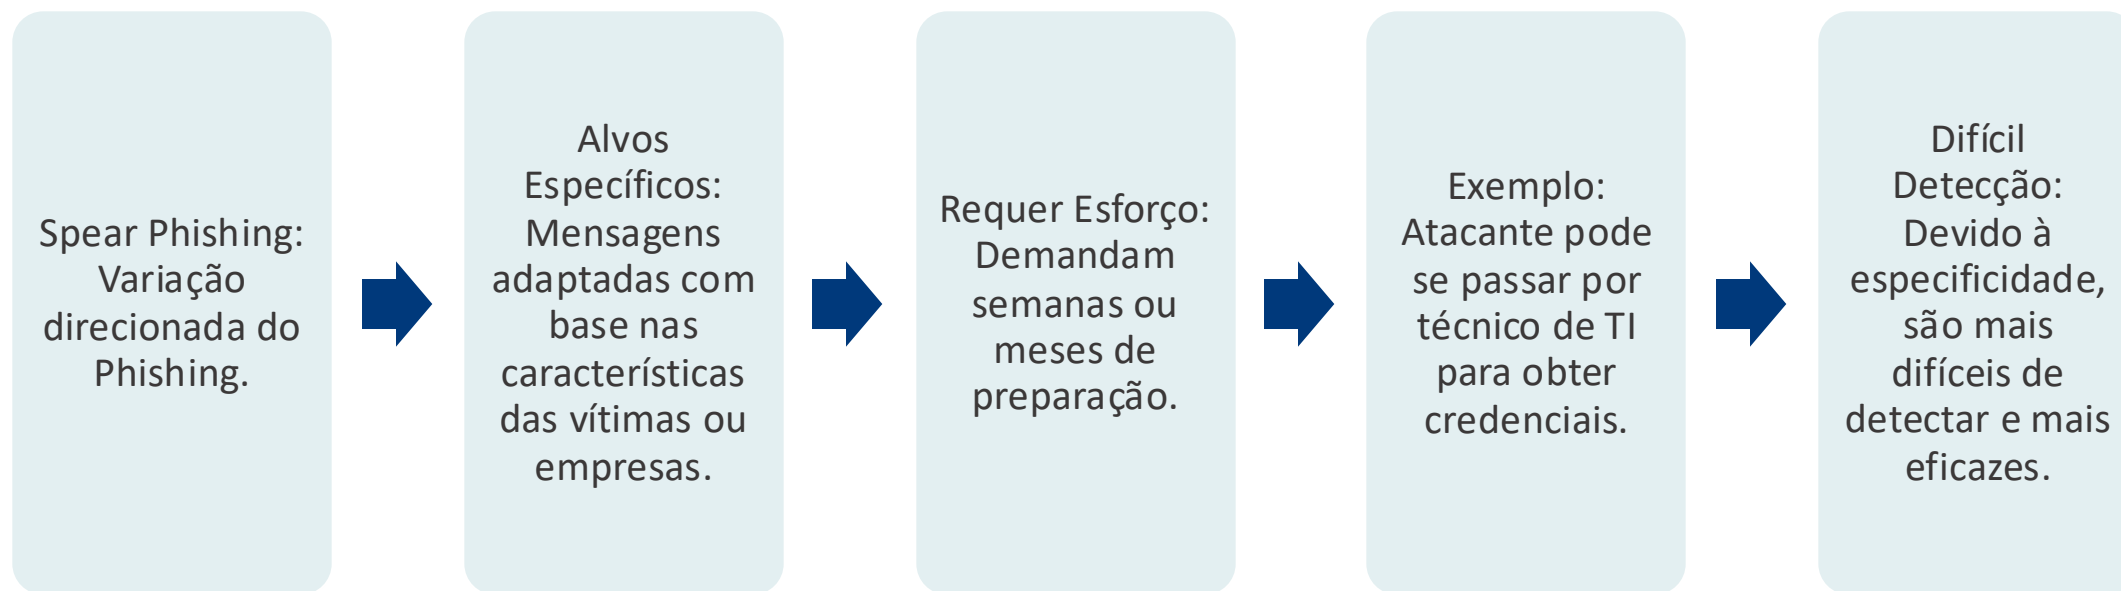 Spear Phishing:
Variação
direcionada do
Phishing.
Alvos
Específicos:
Mensagens
adaptadas com
base nas
características
das vítimas ou
empresas.
Requer Esforço:
Demandam
semanas ou
meses de
preparação.
Exemplo:
Atacante pode
se passar por
técnico de TI
para obter
credenciais.
Difícil
Detecção:
Devido à
especificidade,
são mais
difíceis de
detectar e mais
eficazes.